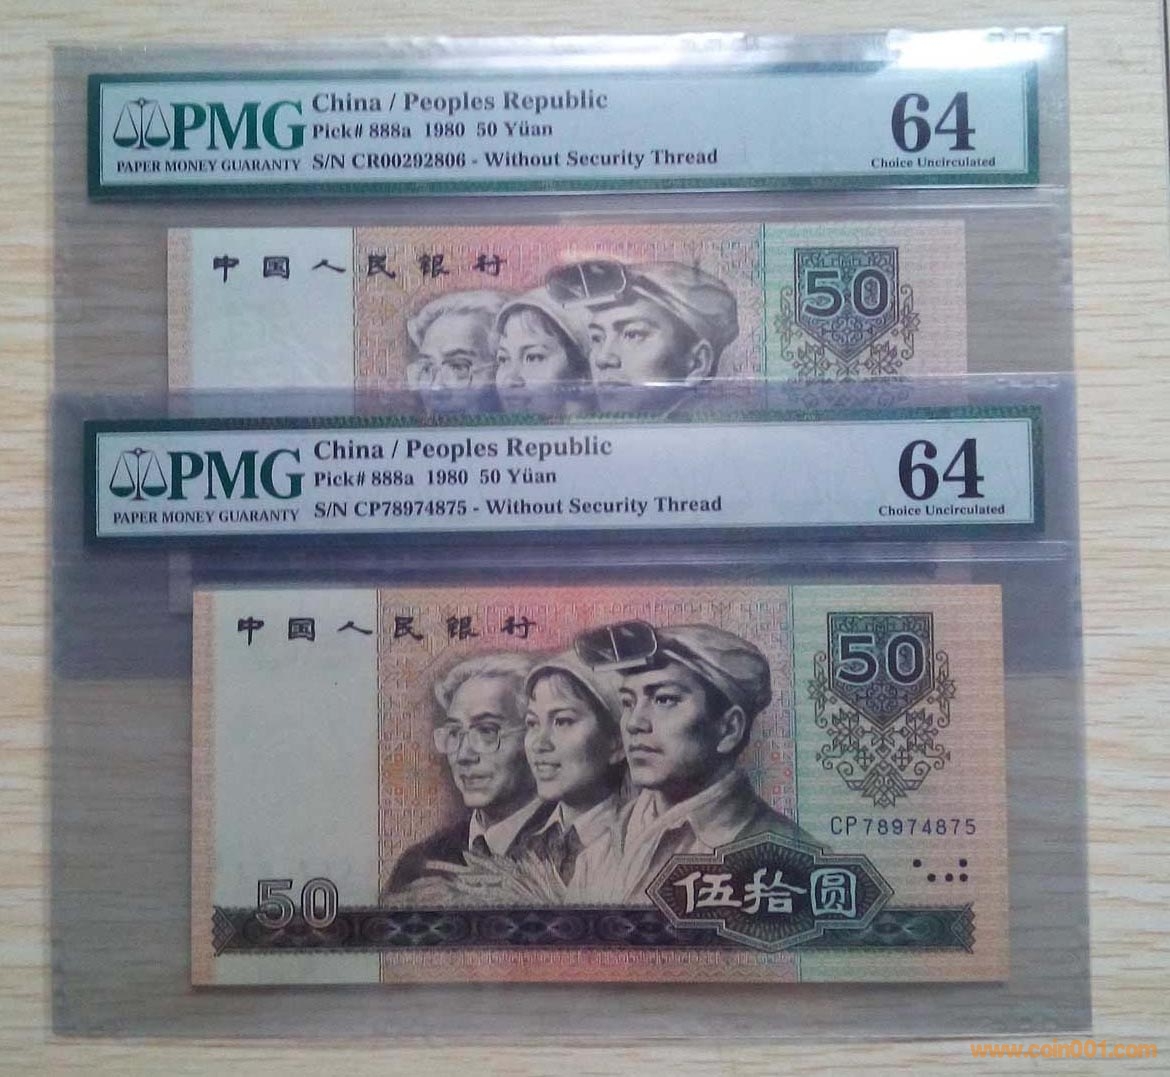 PMG
PAPER MONEY GUARANTY
China / Peoples Republic
Pick# 888a 1980 50 Yüan
S/N CR00292806 - Without Security Thread
64
Choice Uncirculated
中国人民银行
50
PMG
PAPER MONEY GUARANTY
China / Peoples Republic
Pick# 888a 1980 50 Yüan
S/N CP78974875 - Without Security Thread
64
Choice Uncirculated
中国人民银行
50
CP78974875
50
伍拾圆
www.coin001.com